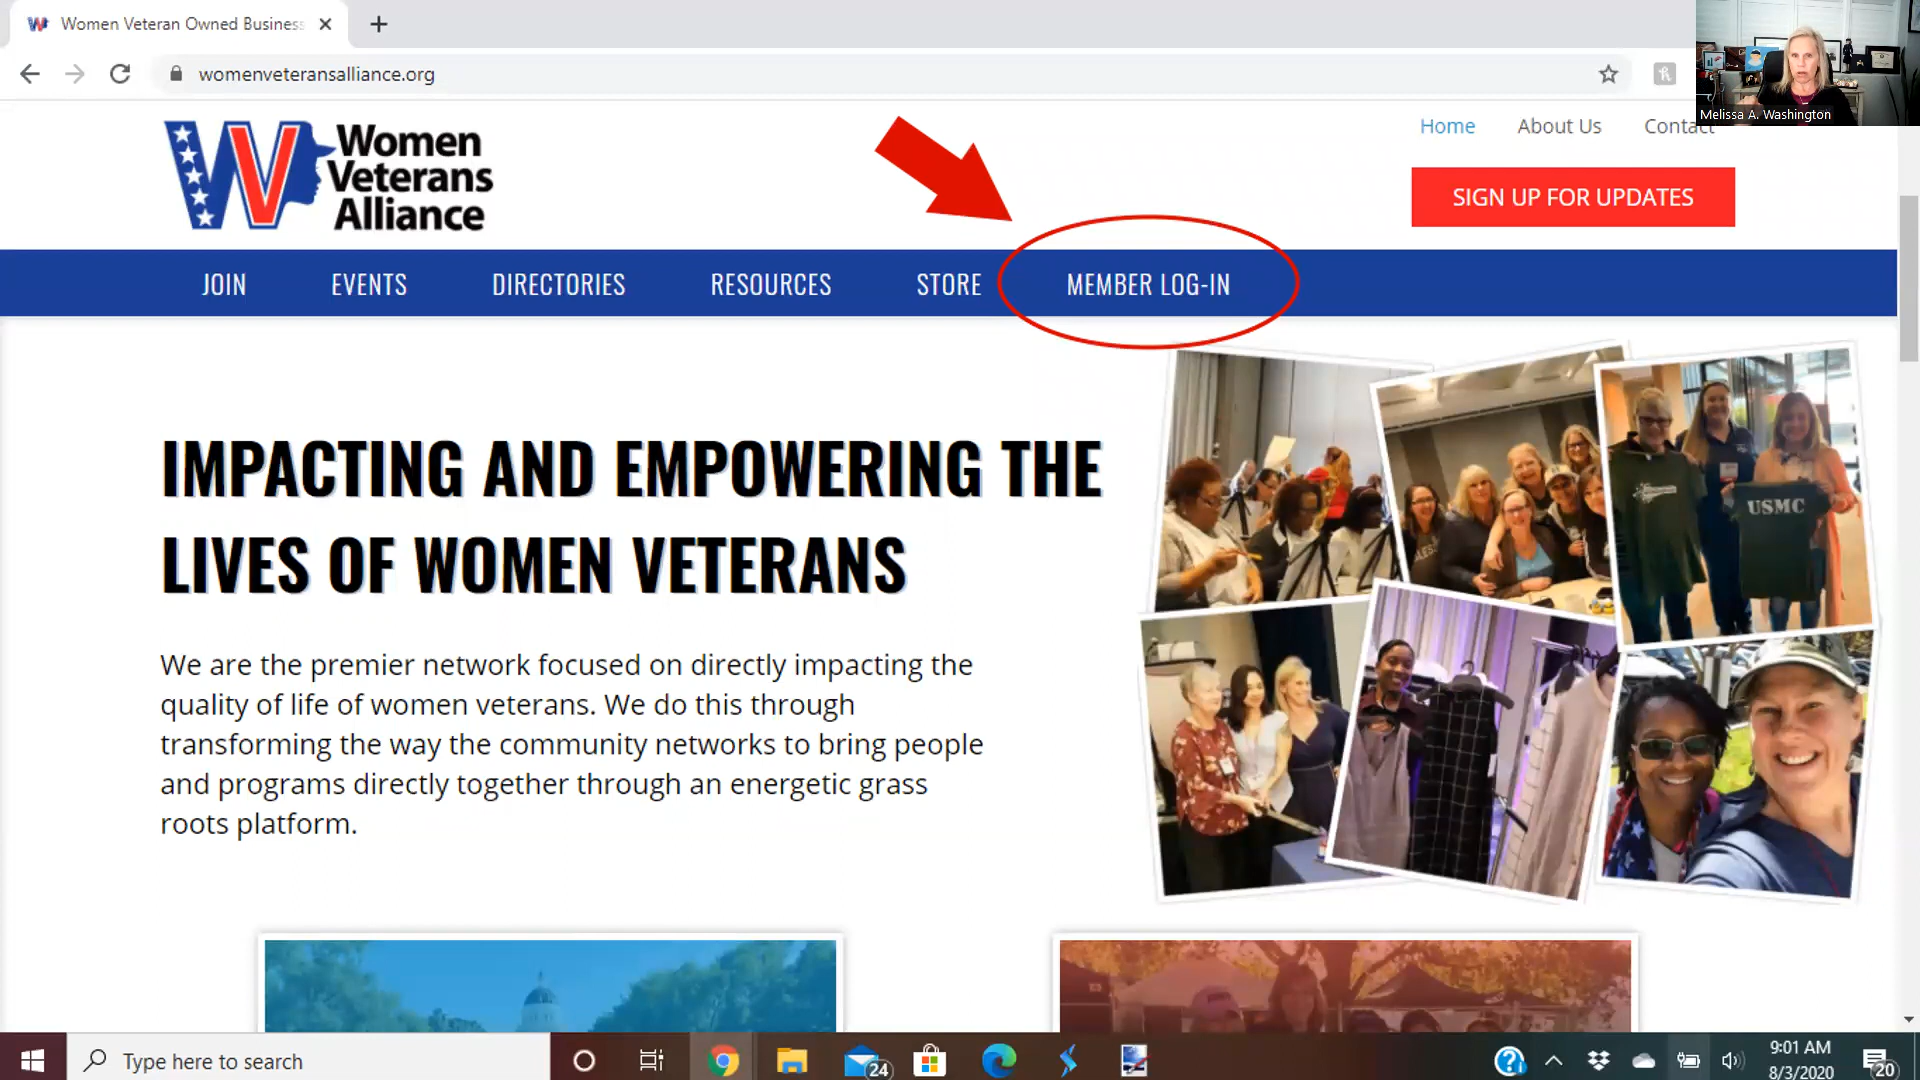 Women Veteran Owned Business
womenveteransalliance.org
Melissa A. Washington
Women
Veterans
Alliance
Home
About Us
Contact
SIGN UP FOR UPDATES
JOIN
EVENTS
DIRECTORIES
RESOURCES
STORE
MEMBER LOG-IN
IMPACTING AND EMPOWERING THE
LIVES OF WOMEN VETERANS
We are the premier network focused on directly impacting the
quality of life of women veterans. We do this through
transforming the way the community networks to bring people
and programs directly together through an energetic grass
roots platform.
USMC
Type here to search
24
9:01 AM
8/3/2020
20